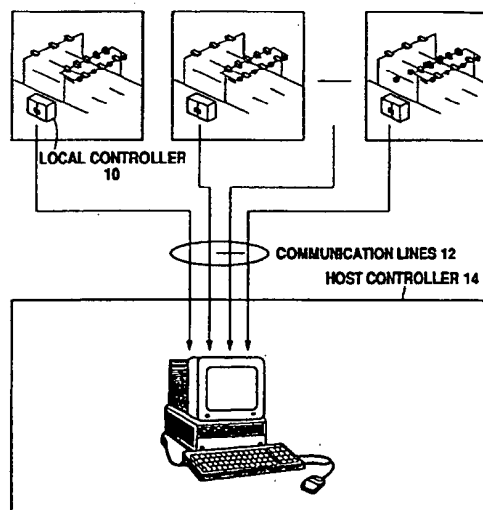 LOCAL CONTROLLER
10
COMMUNICATION LINES 12
HOST CONTROLLER 14